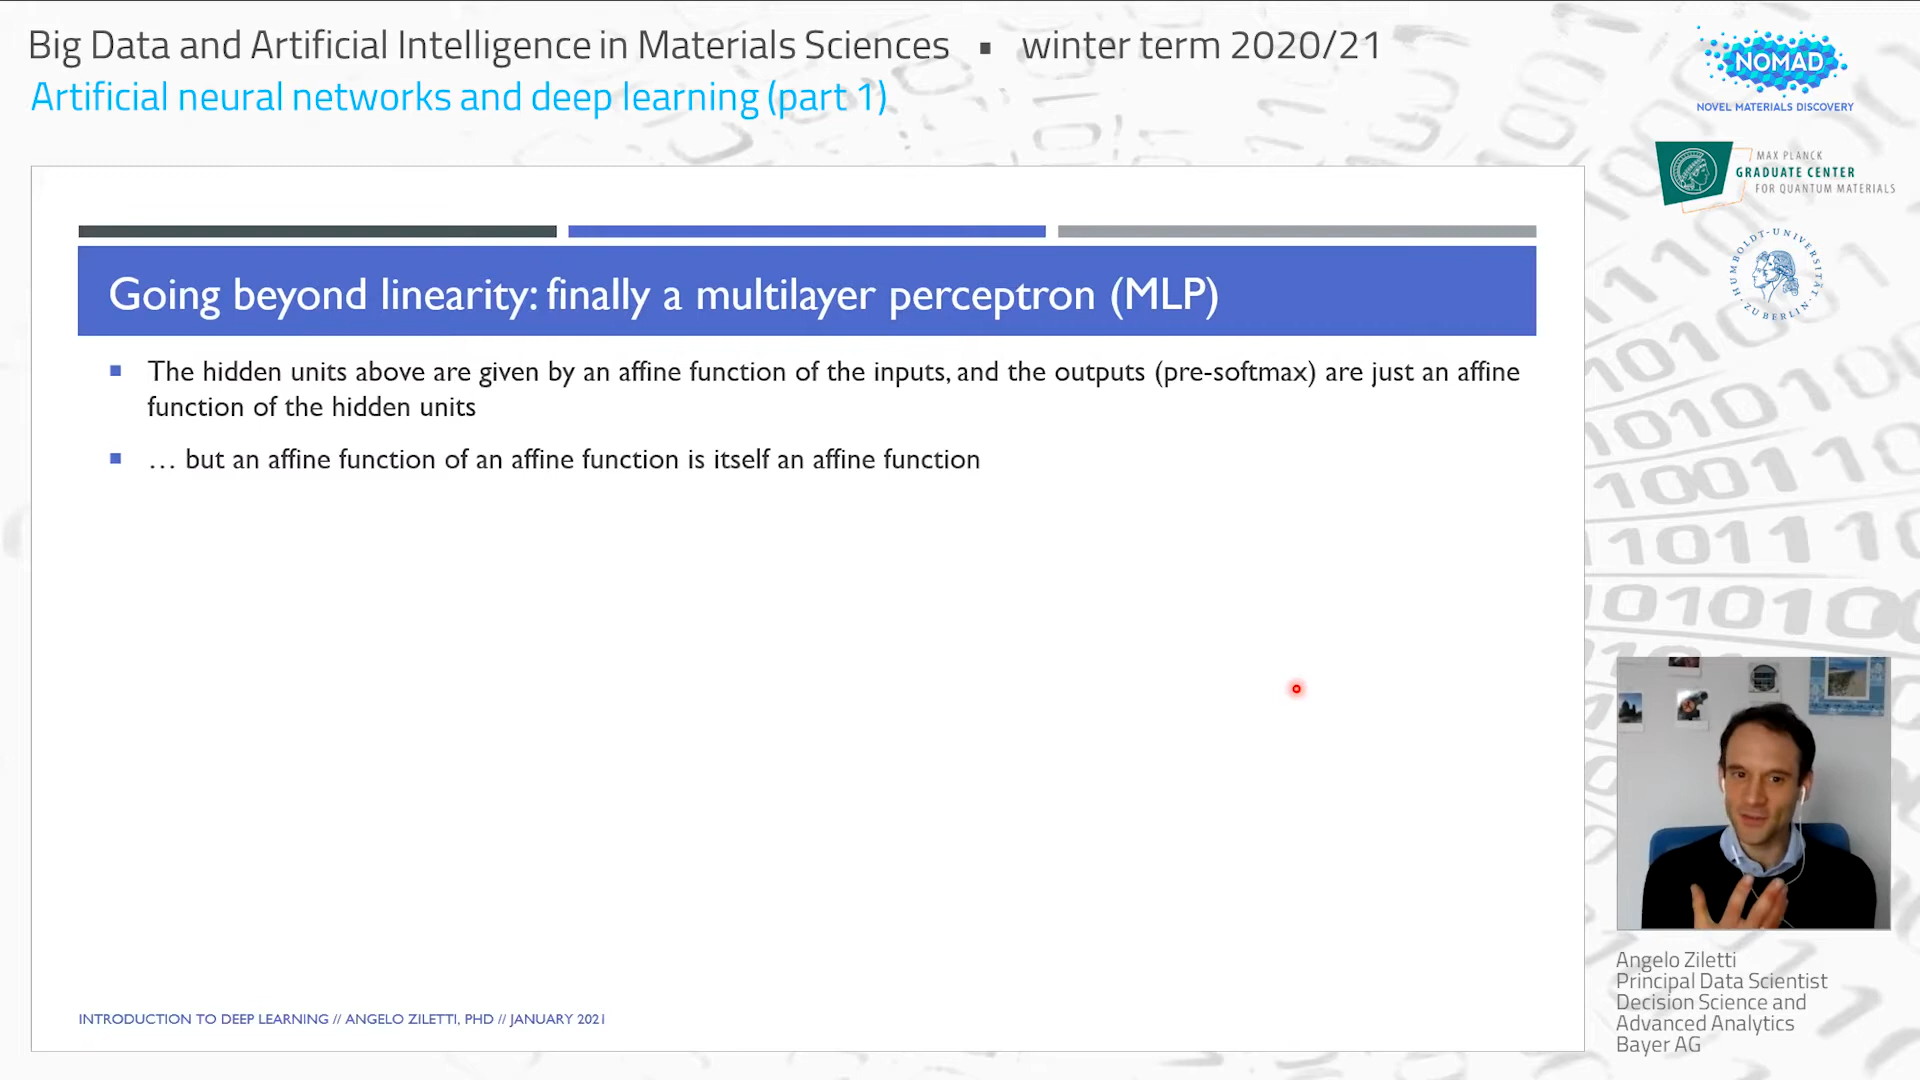 Big Data and Artificial Intelligence in Materials Sciences ▪ winter term 2020/21
Artificial neural networks and deep learning (part 1)
NOMAD
NOVEL MATERIALS DISCOVERY
MAX PLANCK
GRADUATE CENTER
FOR QUANTUM MATERIALS
HUMBOLDT-UNIVERSITÄT
ZU BERLIN
Going beyond linearity: finally a multilayer perceptron (MLP)
▪ The hidden units above are given by an affine function of the inputs, and the outputs (pre-softmax) are just an affine
function of the hidden units
▪ … but an affine function of an affine function is itself an affine function
INTRODUCTION TO DEEP LEARNING // ANGELO ZILETTI, PHD // JANUARY 2021
Angelo Ziletti
Principal Data Scientist
Decision Science and
Advanced Analytics
Bayer AG